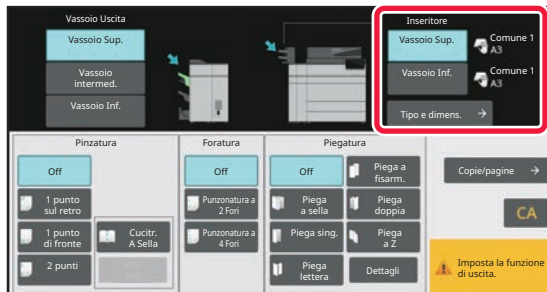 Vassoio Uscita
Vassoio Sup.
Vassoio
intermed.
Vassoio Inf.
Inseritore
Vassoio Sup.
Comune 1
A3
Vassoio Inf.
Comune 1
A3
Tipo e dimens.
Pinzatura
Off
1 punto
sul retro
1 punto
di fronte
2 punti
Cucitr.
A Sella
Foratura
Off
Punzonatura a
2 Fori
Punzonatura a
4 Fori
Piegatura
Off
Piega a
fisarm.
Piega
a sella
Piega
doppia
Piega sing.
Piega
a Z
Piega
lettera
Dettagli
Copie/pagine
CA
Imposta la funzione
di uscita.